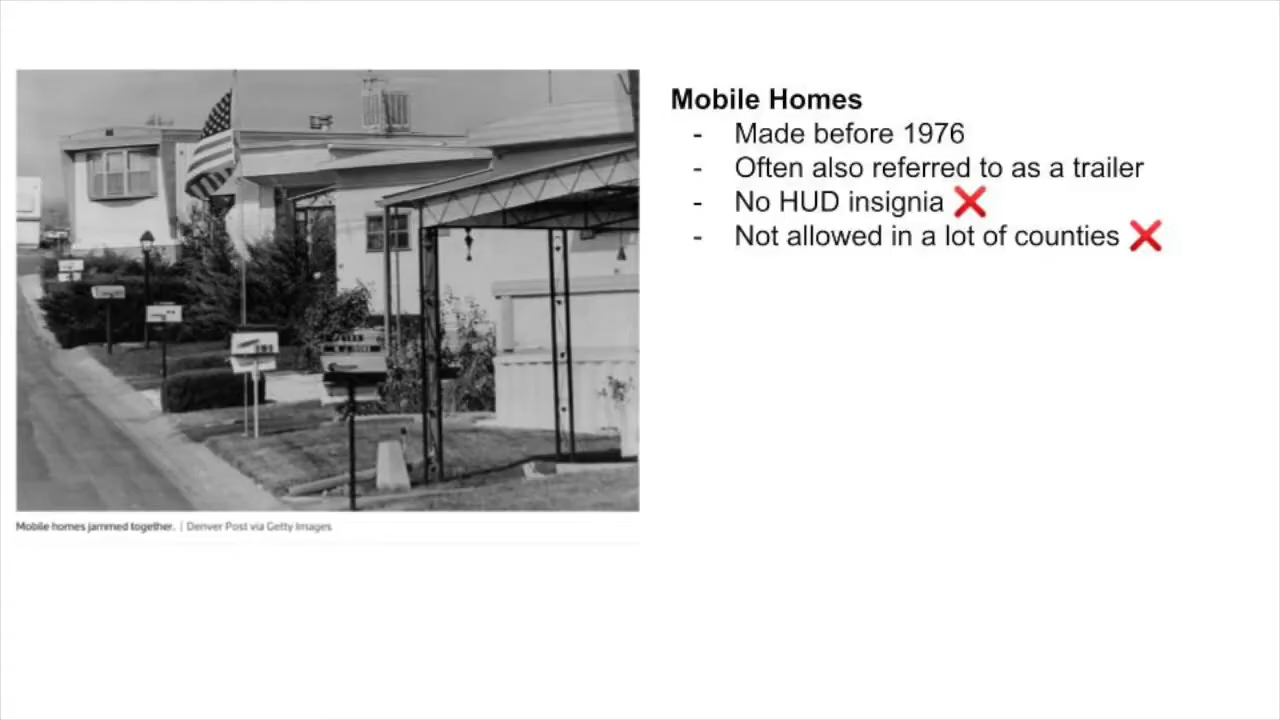 Mobile Homes
- Made before 1976
- Often also referred to as a trailer
- No HUD insignia ❌
- Not allowed in a lot of counties ❌
Mobile homes jammed together. | Denver Post via Getty Images